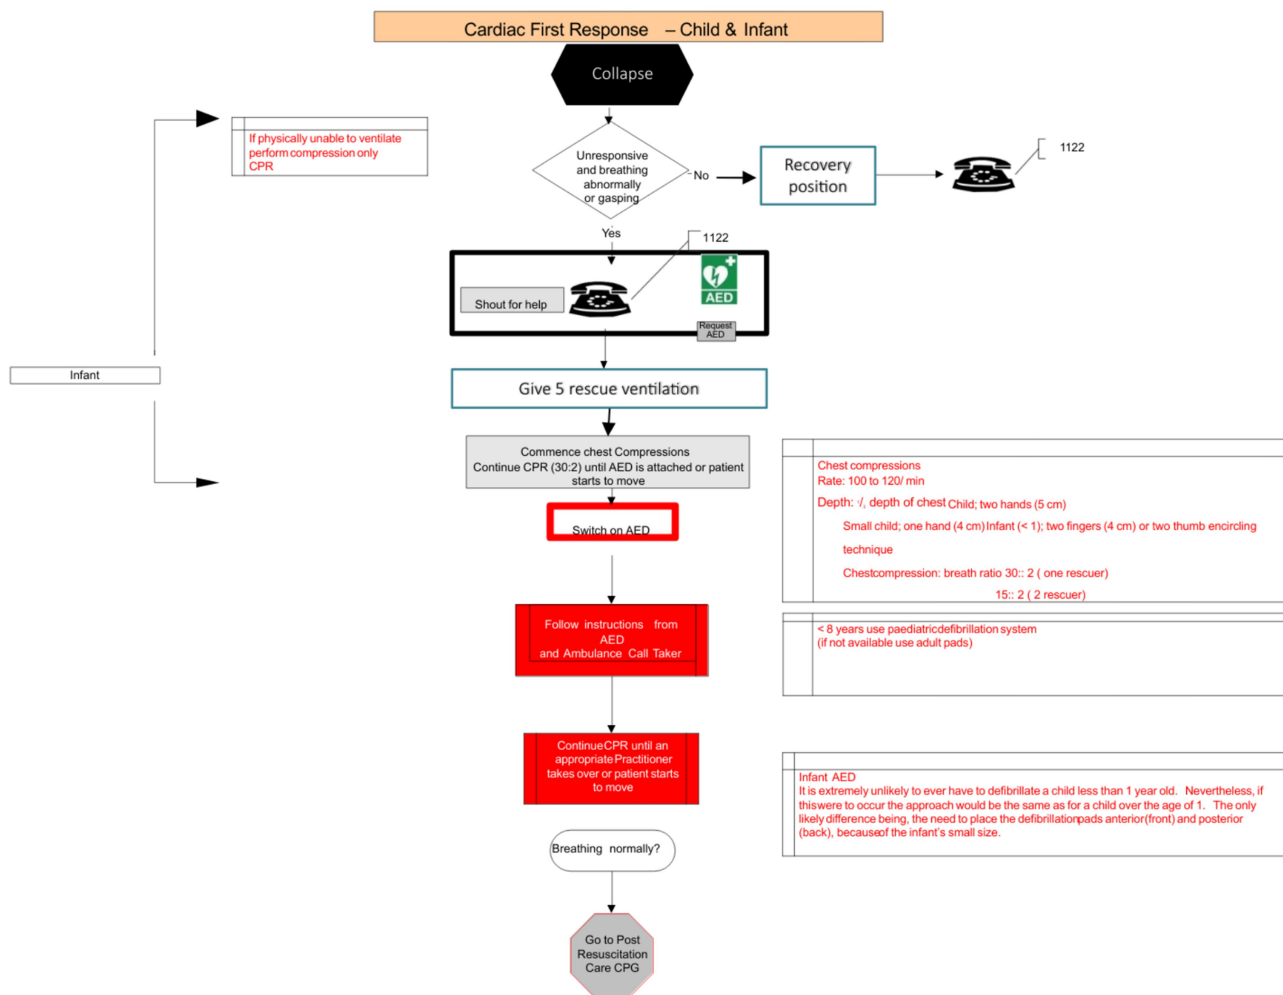 Cardiac First Response – Child & Infant
Collapse
If physically unable to ventilate
perform compression only
CPR
Unresponsive
and breathing
abnormally
or gasping
No
Recovery
position
1122
Yes
1122
Shout for help
AED
Request
AED
Infant
Give 5 rescue ventilation
Commence chest Compressions
Continue CPR (30:2) until AED is attached or patient
starts to move
Switch on AED
Chest compressions
Rate: 100 to 120/ min
Depth: ·/, depth of chest Child; two hands (5 cm)
Small child; one hand (4 cm) Infant (< 1); two fingers (4 cm) or two thumb encircling
technique
Chestcompression: breath ratio 30:: 2 ( one rescuer)
15:: 2 ( 2 rescuer)
Follow instructions from
AED
and Ambulance Call Taker
< 8 years use paediatricdefibrillation system
(if not available use adult pads)
ContinueCPR until an
appropriate Practitioner
takes over or patient starts
to move
Infant AED
It is extremely unlikely to ever have to defibrillate a child less than 1 year old. Nevertheless, if
thiswere to occur the approach would be the same as for a child over the age of 1. The only
likely difference being, the need to place the defibrillationpads anterior(front) and posterior
(back), becauseof the infant's small size.
Breathing normally?
Go to Post
Resuscitation
Care CPG